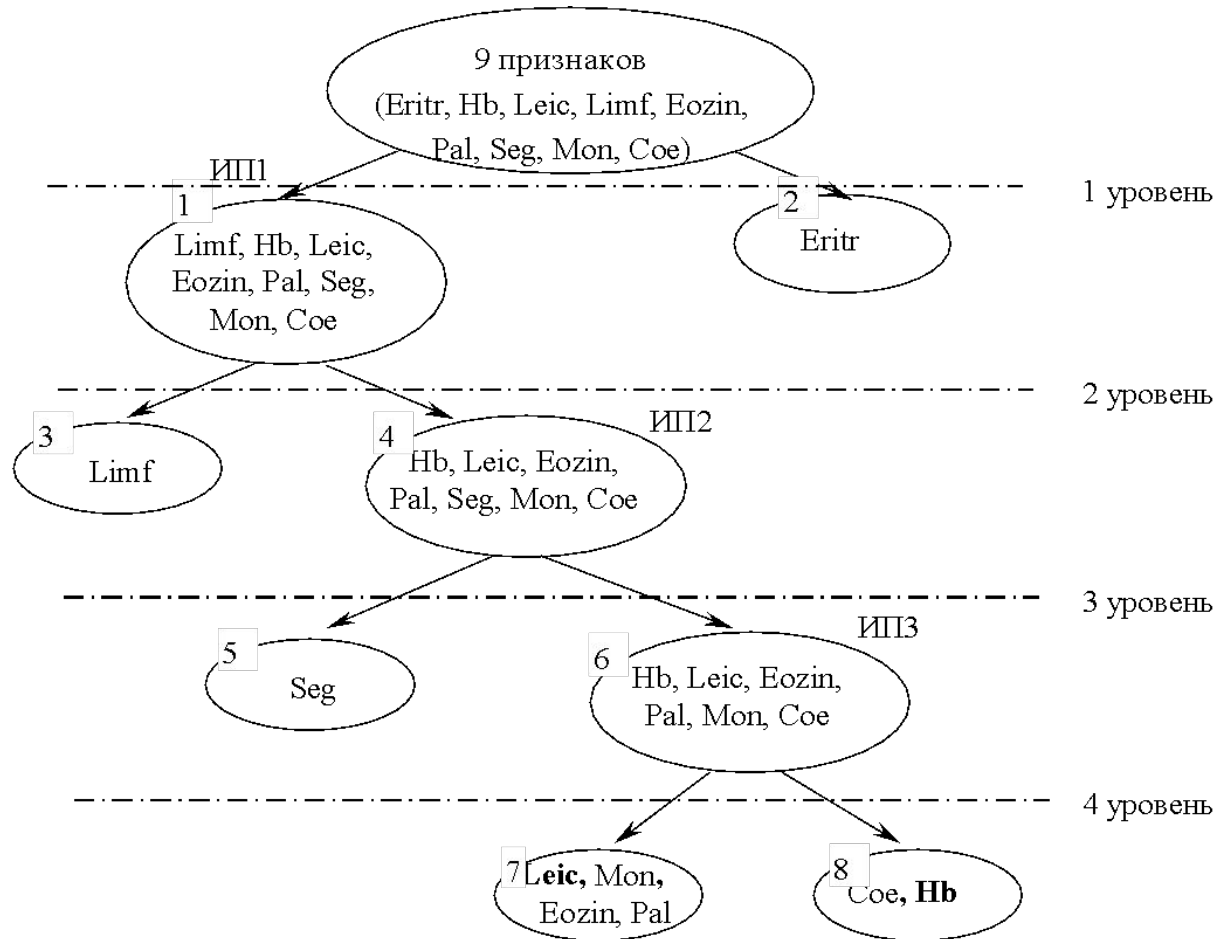 9 признаков
(Eritr, Hb, Leic, Limf, Eozin,
Pal, Seg, Mon, Coe)
ИП1
1 уровень
1
Limf, Hb, Leic,
Eozin, Pal, Seg,
Mon, Coe
2
Eritr
2 уровень
3
Limf
4
ИП2
Hb, Leic, Eozin,
Pal, Seg, Mon, Coe
3 уровень
5
Seg
6
ИП3
Hb, Leic, Eozin,
Pal, Mon, Coe
4 уровень
7
Leic, Mon,
Eozin, Pal
8
Coe, Hb